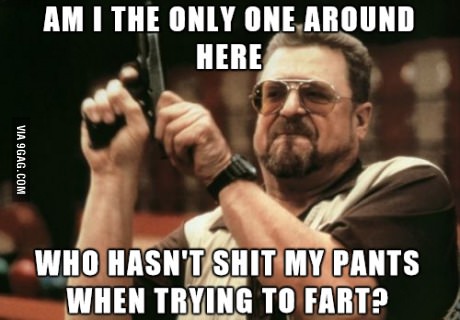 AM I THE ONLY ONE AROUND
HERE
VIA 9GAG.COM
WHO HASN'T SHIT MY PANTS
WHEN TRYING TO FART?